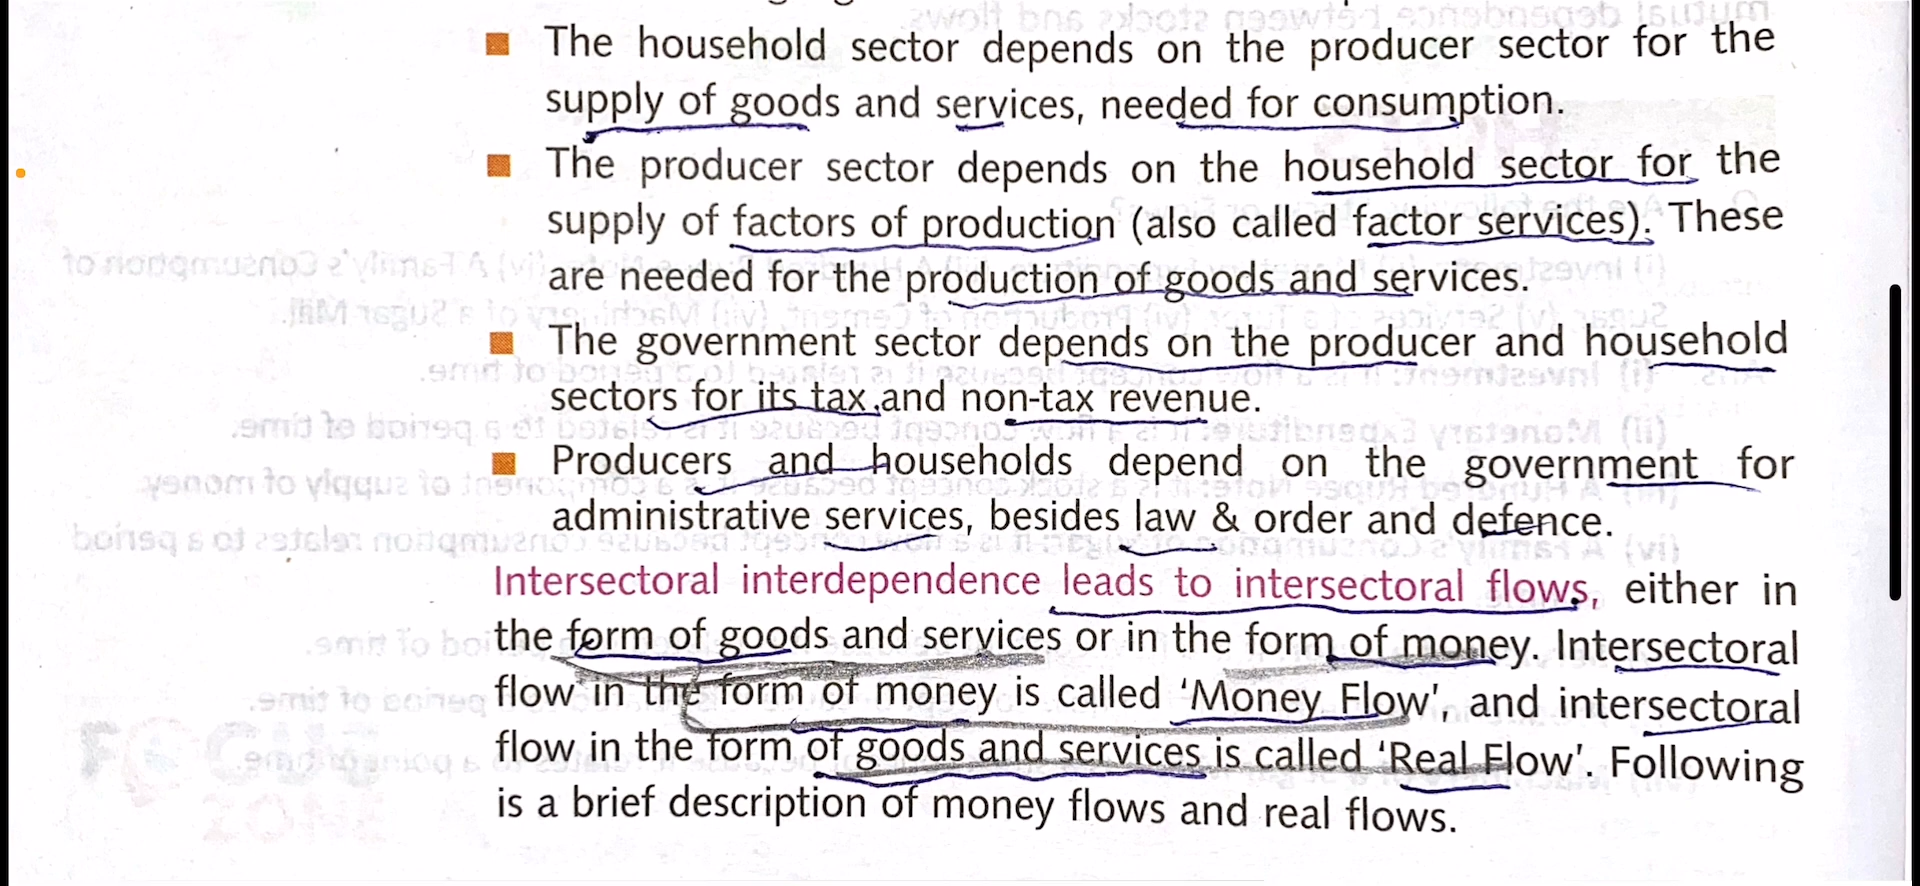 ■ The household sector depends on the producer sector for the
supply of goods and services, needed for consumption.
■ The producer sector depends on the household sector for the
supply of factors of production (also called factor services). These
are needed for the production of goods and services.
■ The government sector depends on the producer and household
sectors for its tax and non-tax revenue.
■ Producers and households depend on the government for
administrative services, besides law & order and defence.
Intersectoral interdependence leads to intersectoral flows, either in
the form of goods and services or in the form of money. Intersectoral
flow in the form of money is called ‘Money Flow’, and intersectoral
flow in the form of goods and services is called ‘Real Flow’. Following
is a brief description of money flows and real flows.